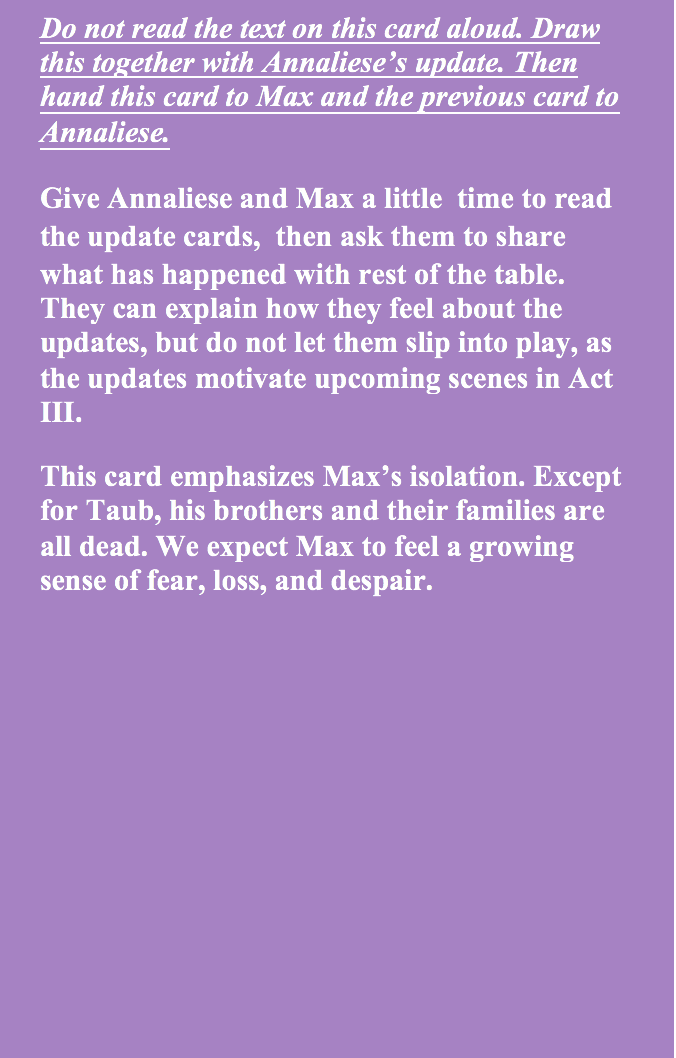 Do not read the text on this card aloud. Draw
this together with Annaliese’s update. Then
hand this card to Max and the previous card to
Annaliese.
Give Annaliese and Max a little  time to read
the update cards,  then ask them to share
what has happened with rest of the table.
They can explain how they feel about the
updates, but do not let them slip into play, as
the updates motivate upcoming scenes in Act
III.
This card emphasizes Max’s isolation. Except
for Taub, his brothers and their families are
all dead. We expect Max to feel a growing
sense of fear, loss, and despair.